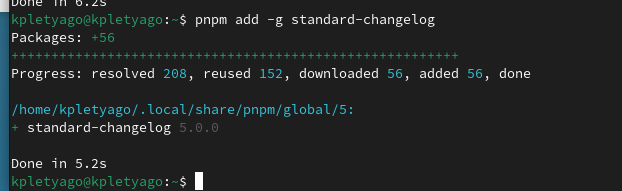 Done in 6.2s
kpletyago@kpletyago:~$ pnpm add -g standard-changelog
Packages: +56
++++++++++++++++++++++++++++++++++++++++++++++++++++++++
Progress: resolved 208, reused 152, downloaded 56, added 56, done
/home/kpletyago/.local/share/pnpm/global/5:
+ standard-changelog 5.0.0
Done in 5.2s
kpletyago@kpletyago:~$